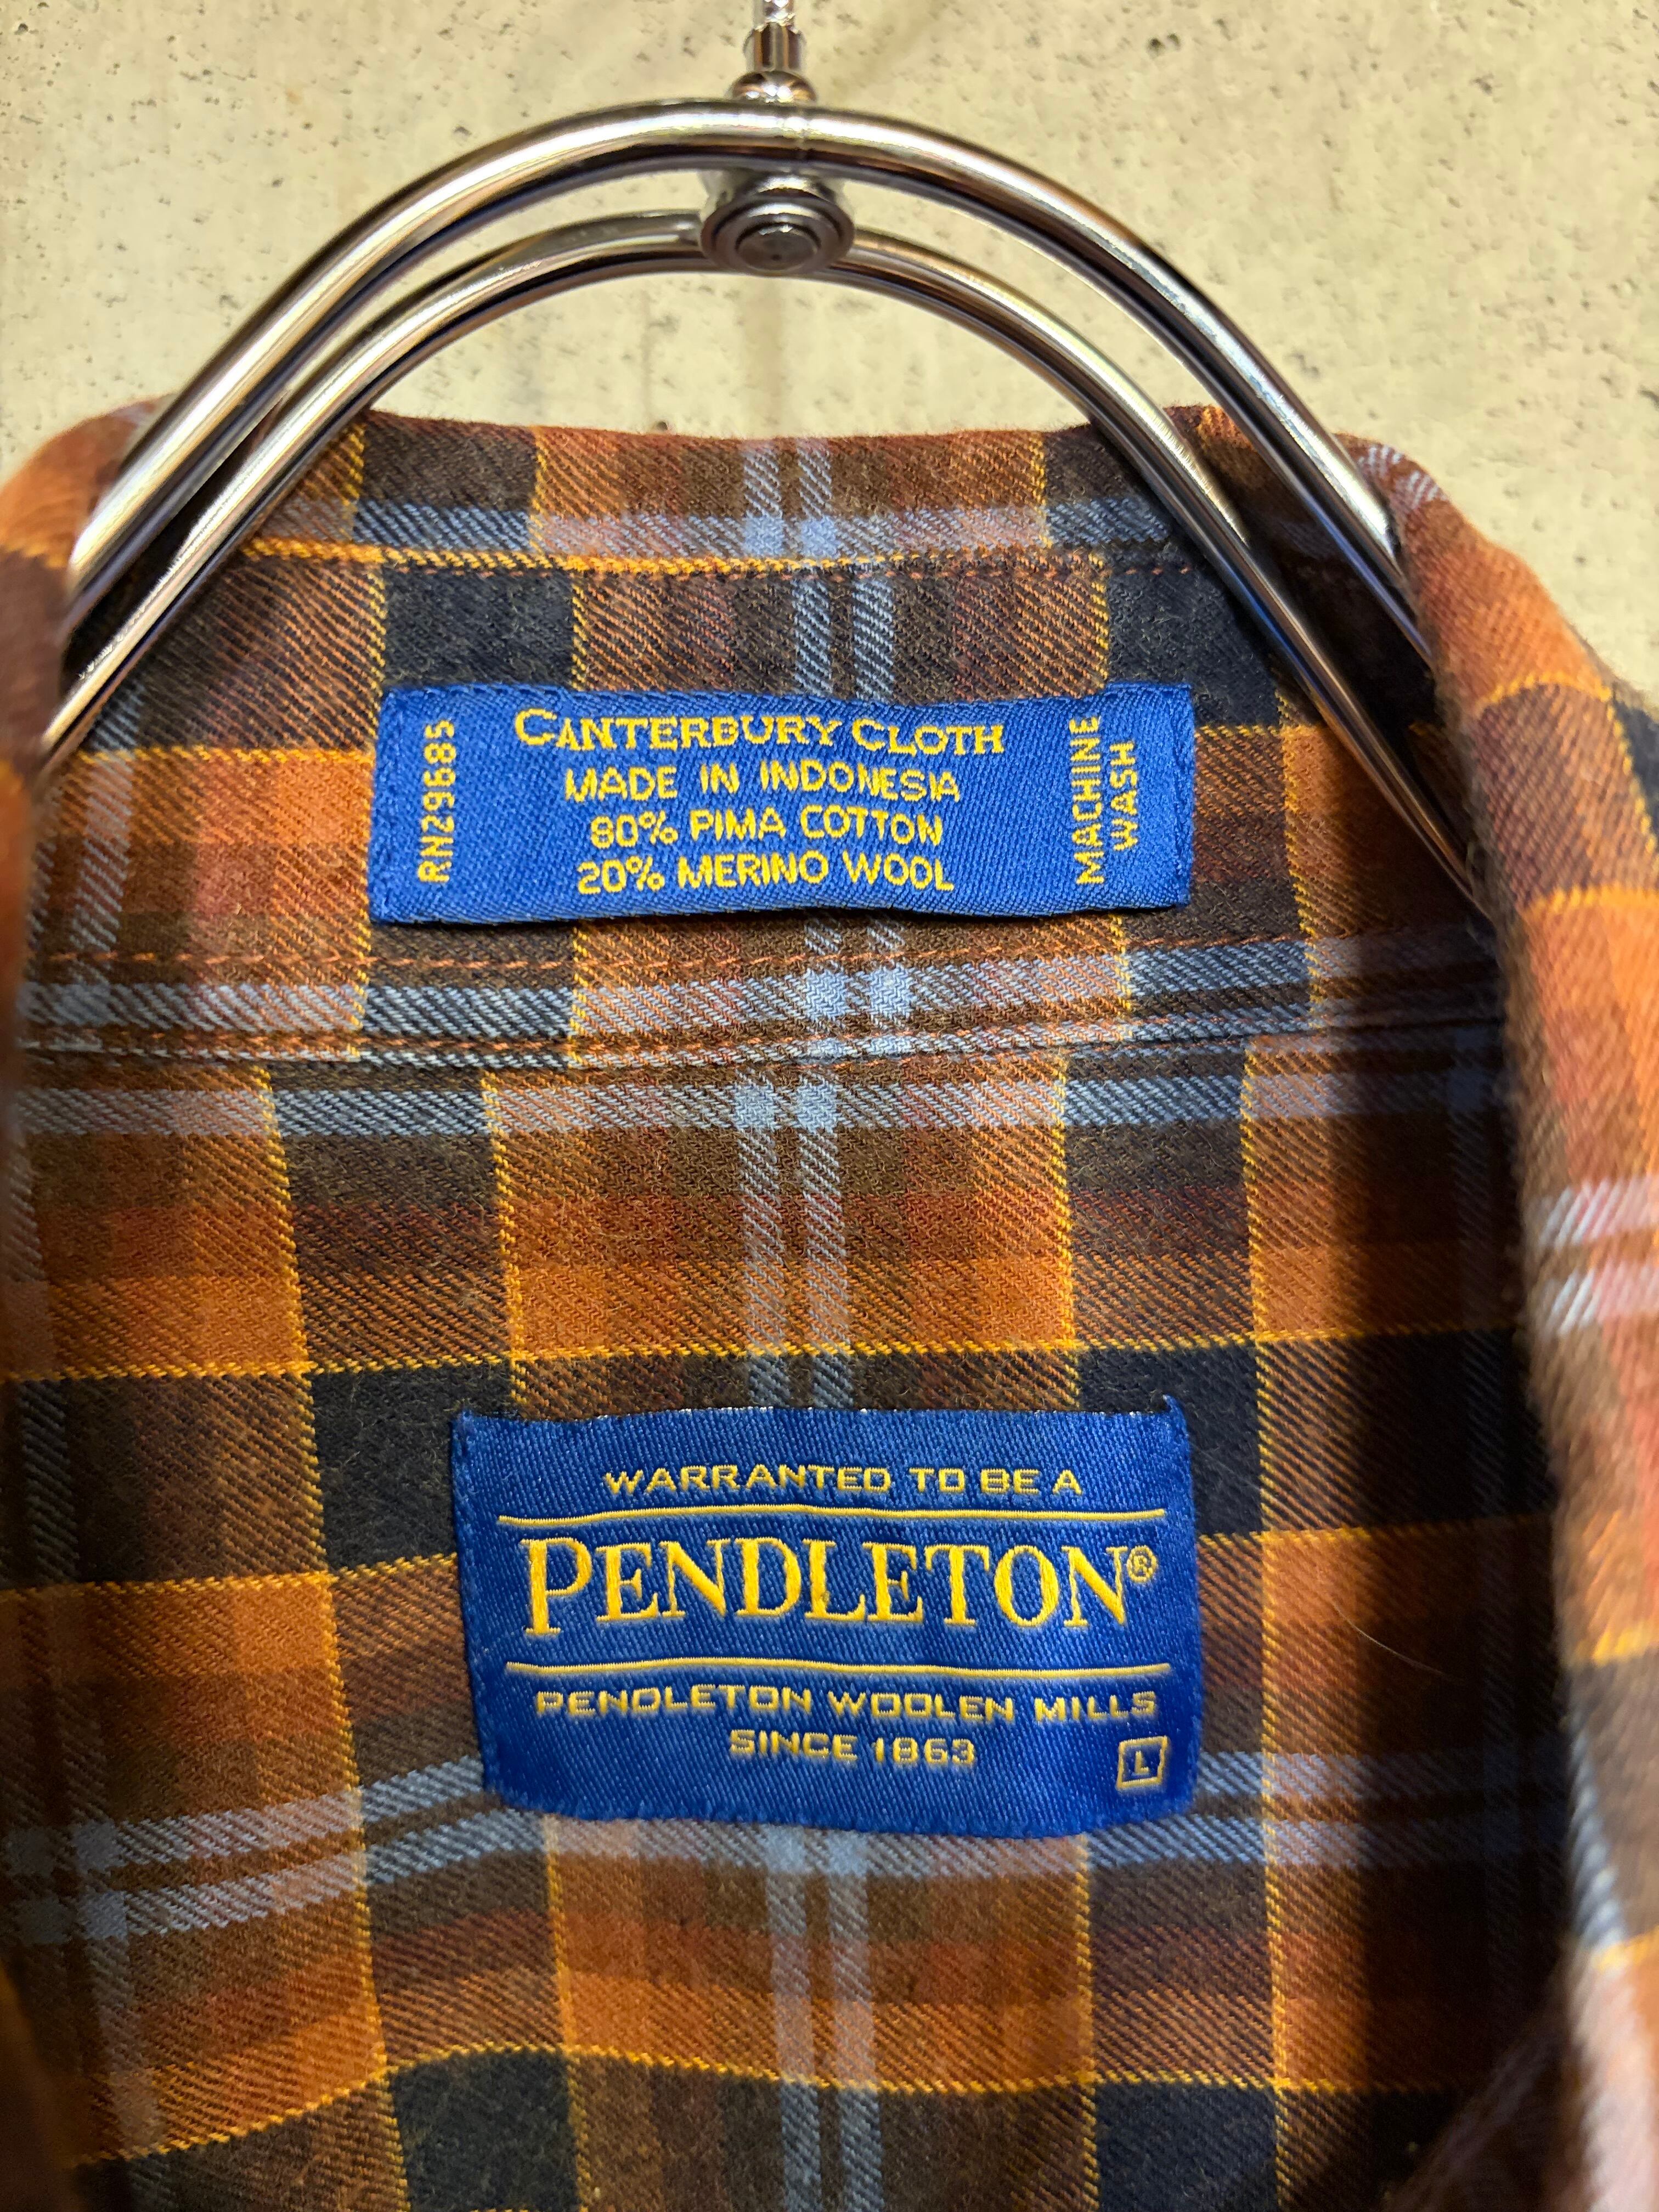 RN29685
CANTERBURY CLOTH
MADE IN INDONESIA
80% PIMA COTTON
20% MERINO WOOL
MACHINE
WASH
WARRANTED TO BE A
PENDLETON®
PENDLETON WOOLEN MILLS
SINCE 1863
L